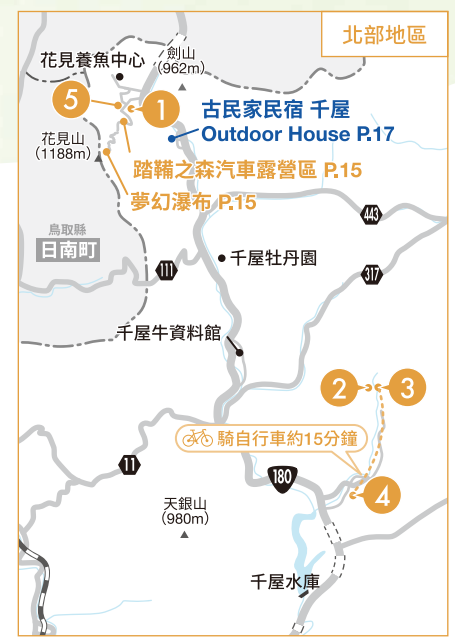 北部地區
劍山
（962m）
花見養魚中心
5
1
古民家民宿 千屋
Outdoor House P.17
花見山
（1188m）
踏鞴之森汽車露營區 P.15
夢幻瀑布 P.15
鳥取縣
日南町
443
千屋牡丹園
111
317
千屋牛資料館
2
3
騎自行車約15分鐘
11
180
4
天銀山
（980m）
千屋水庫